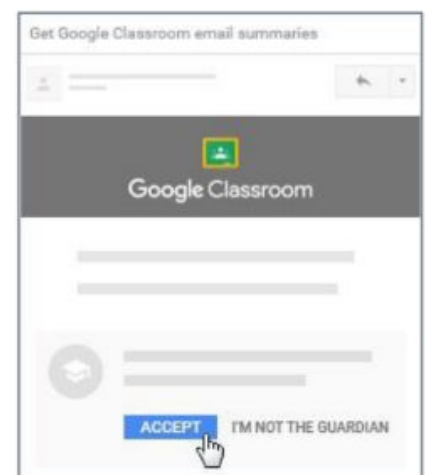 Get Google Classroom email summaries
Google Classroom
ACCEPT I'M NOT THE GUARDIAN